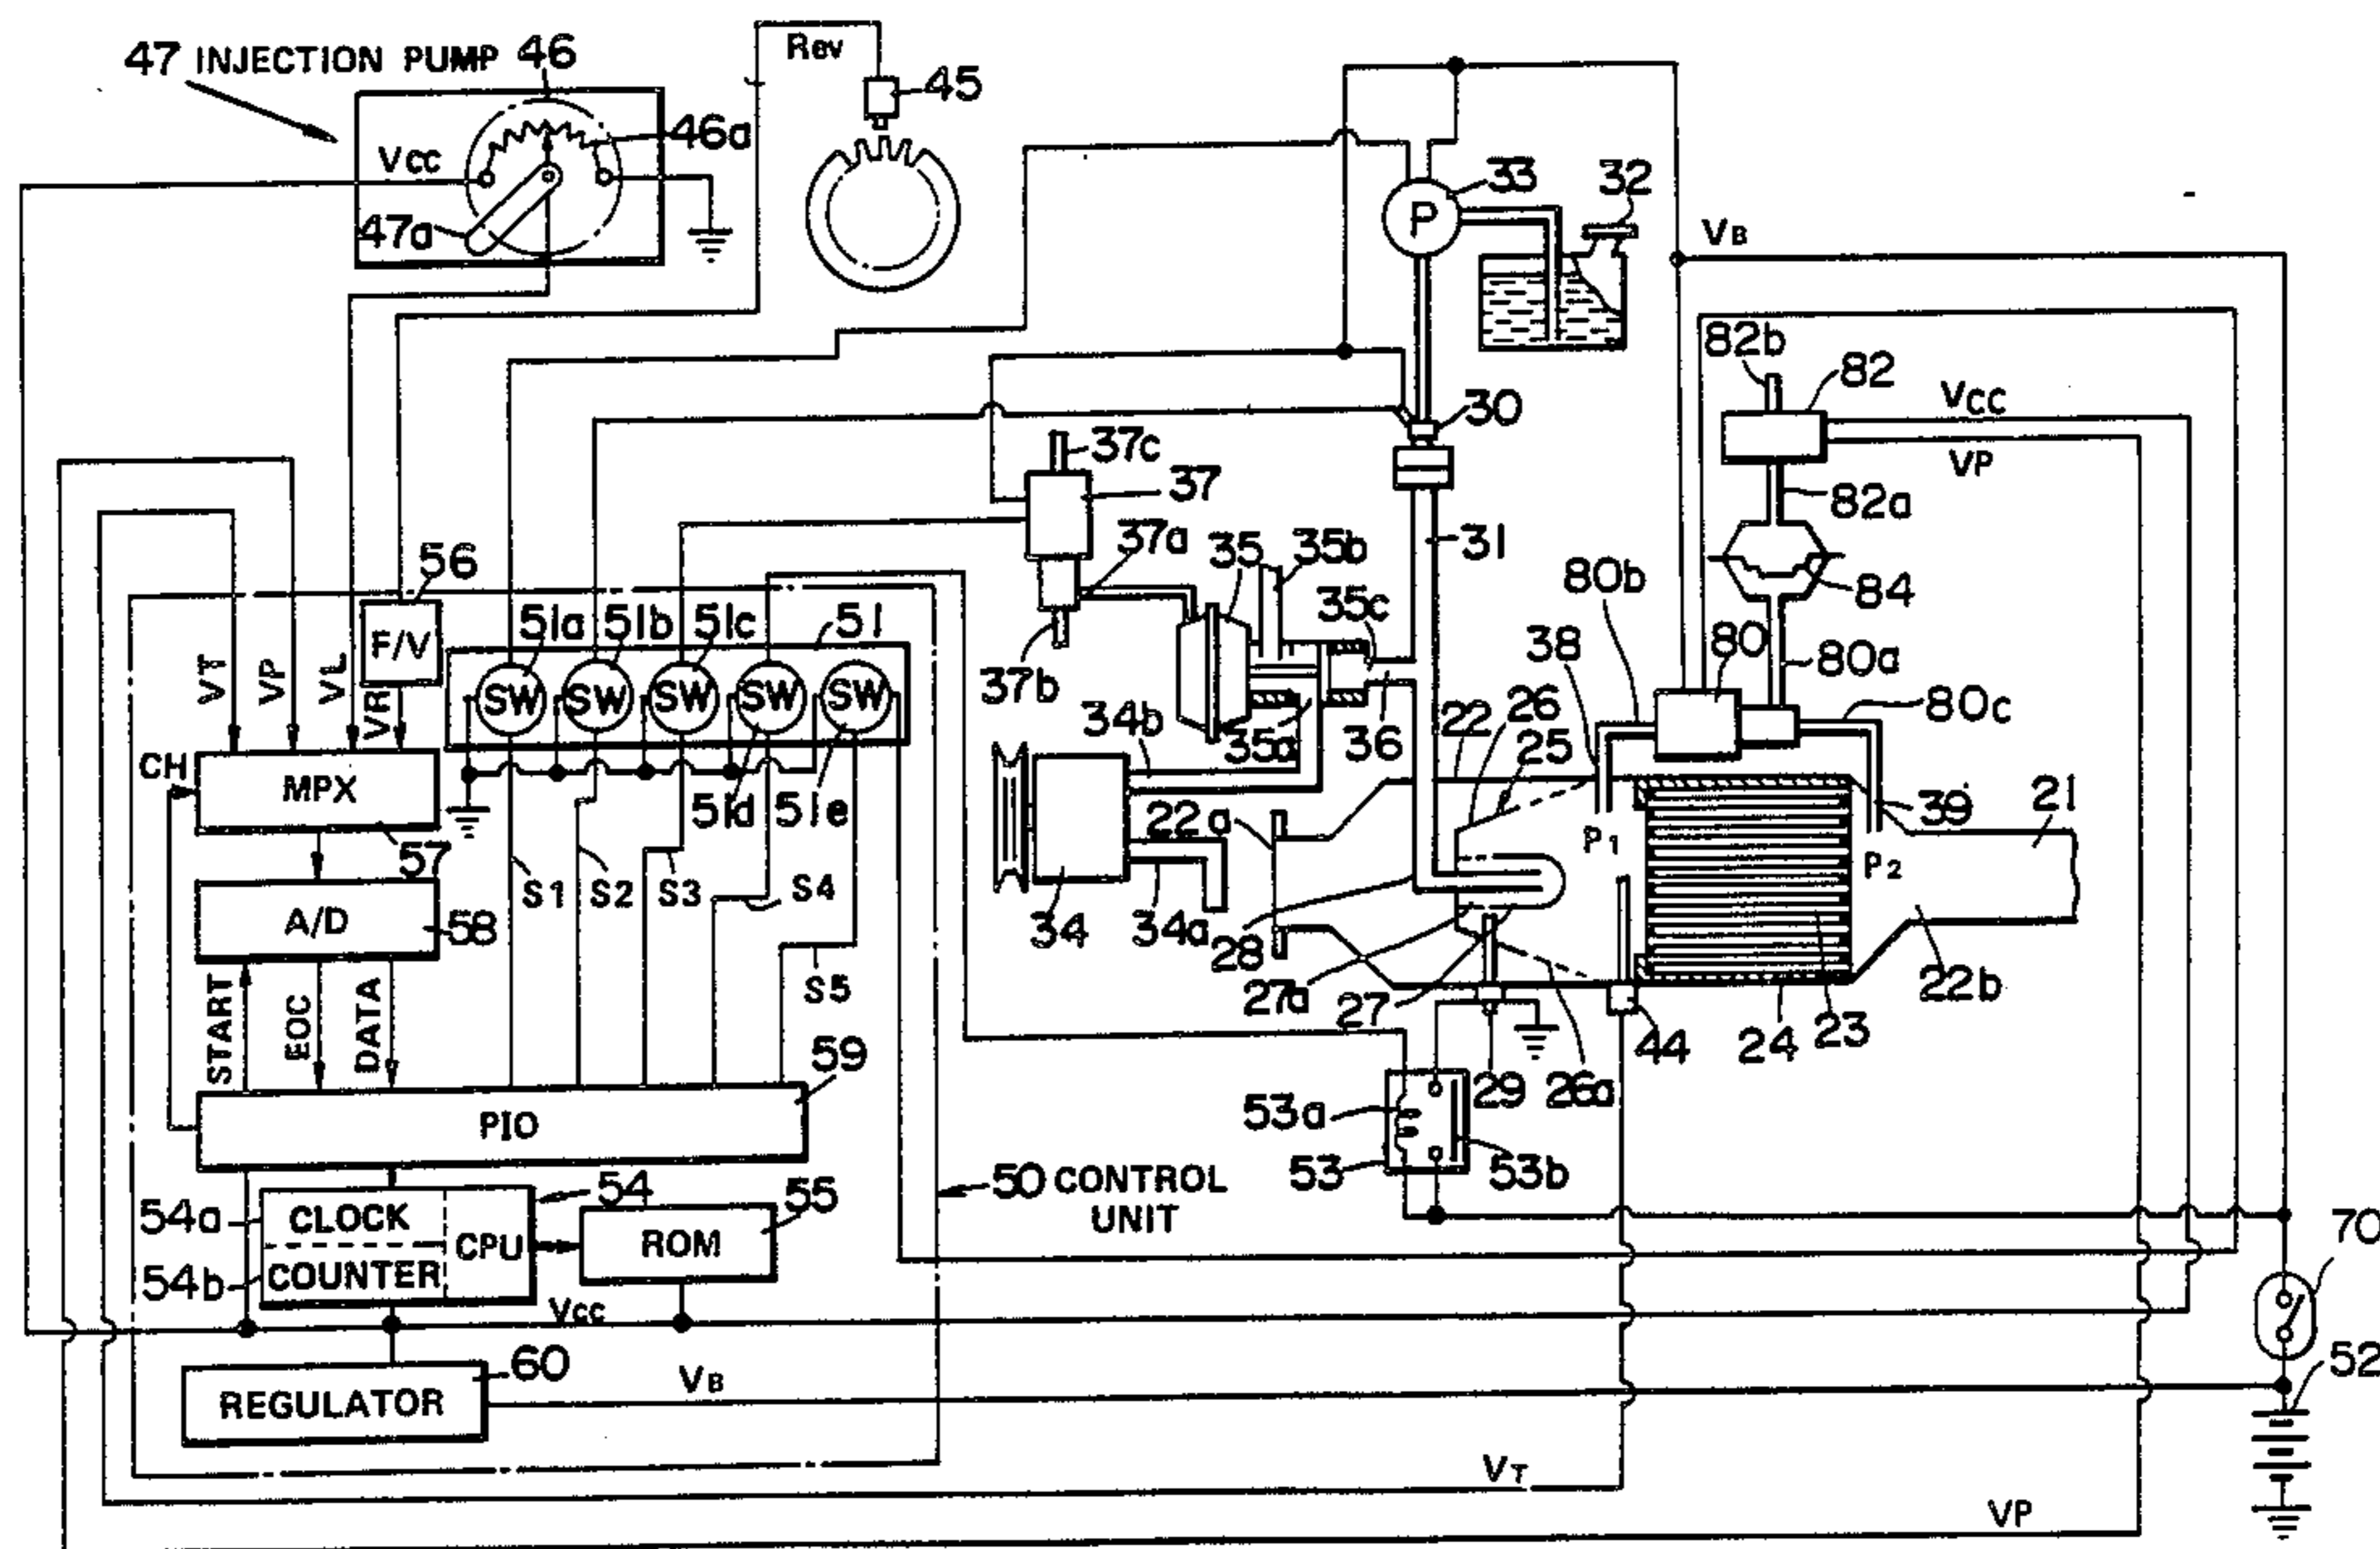 47 INJECTION PUMP 46
Rev
45
46a
VCC
47a
33
32
P
VB
82b
82
VCC
VP
30
37c
37
82a
37a
35
35b
31
56
80b
84
51a
51b
51c
51
35c
F/V
38
80
80a
VT
VP
VL
VR
SW
SW
SW
SW
SW
37b
26
22
25
80c
34b
35a
36
CH
MPX
51d
51e
22a
P1
39
21
57
P2
S1
S2
S3
S4
A/D
58
34
34a
28
S5
27a
27
22b
START
EOC
DATA
59
44
24
23
53a
29
26a
PIO
53
53b
54
55
50 CONTROL
UNIT
54a
CLOCK
CPU
ROM
70
54b
COUNTER
Vcc
60
VB
52
REGULATOR
VT
VP